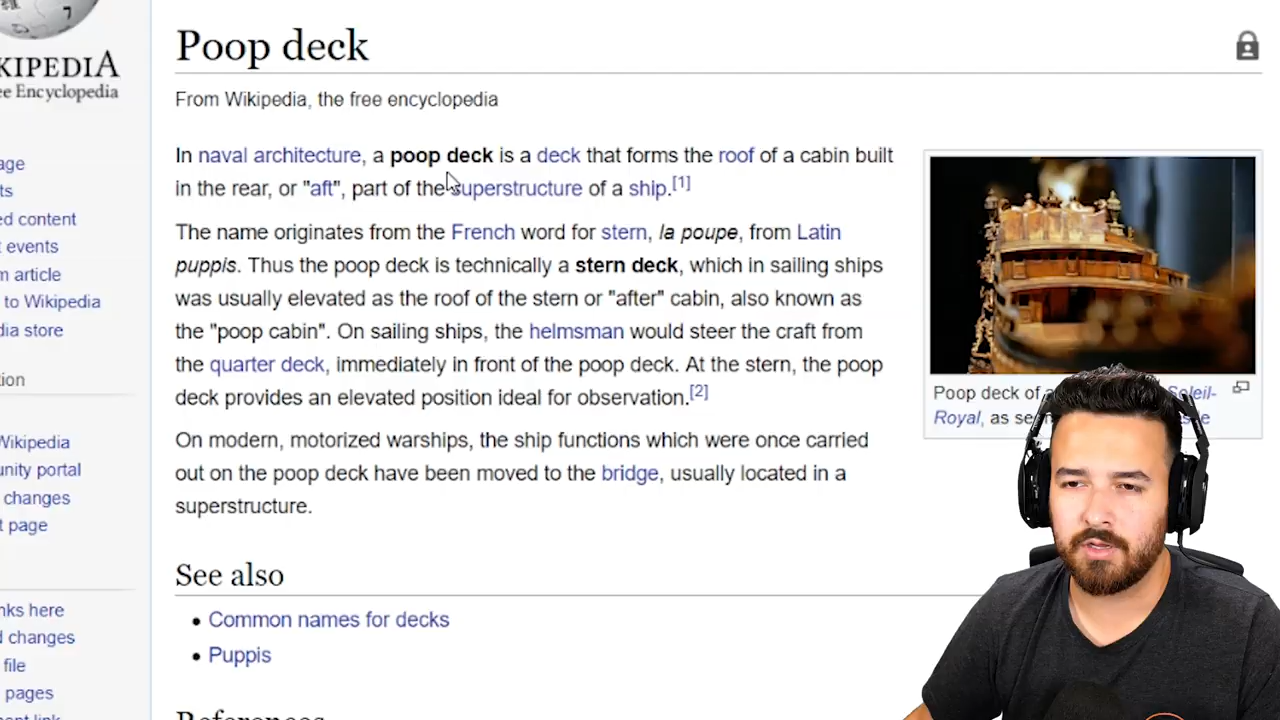 Poop deck
From Wikipedia, the free encyclopedia
In naval architecture, a poop deck is a deck that forms the roof of a cabin built
in the rear, or "aft", part of the superstructure of a ship.[1]
The name originates from the French word for stern, la poupe, from Latin
puppis. Thus the poop deck is technically a stern deck, which in sailing ships
was usually elevated as the roof of the stern or "after" cabin, also known as
the "poop cabin". On sailing ships, the helmsman would steer the craft from
the quarter deck, immediately in front of the poop deck. At the stern, the poop
deck provides an elevated position ideal for observation.[2]
On modern, motorized warships, the ship functions which were once carried
out on the poop deck have been moved to the bridge, usually located in a
superstructure.
See also
• Common names for decks
• Puppis
References
Poop deck of Soleil-
Royal, as
KIPEDIA
ee Encyclopedia
age
ts
ed content
t events
m article
to Wikipedia
dia store
ion
Wikipedia
unity portal
changes
t page
nks here
d changes
file
pages